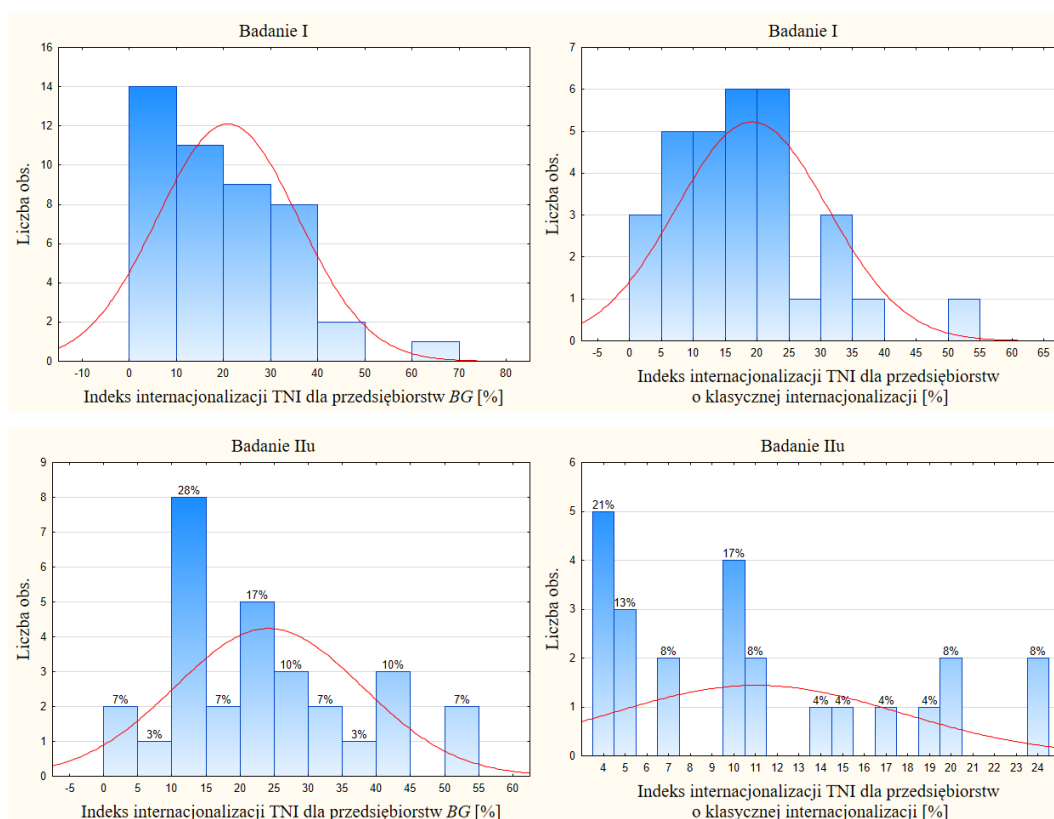 Badanie I
16
14
12
10
8
6
4
2
0
Liczba obs.
-10 0 10 20 30 40 50 60 70 80
Indeks internacjonalizacji TNI dla przedsiębiorstw BG [%]
Badanie I
7
6
5
4
3
2
1
0
Liczba obs.
-5 0 5 10 15 20 25 30 35 40 45 50 55 60 65
Indeks internacjonalizacji TNI dla przedsiębiorstw
o klasycznej internacjonalizacji [%]
Badanie IIu
9
8
7
6
5
4
3
2
1
0
Liczba obs.
28%
17%
10% 10%
7% 7% 7% 7%
3% 3%
-5 0 5 10 15 20 25 30 35 40 45 50 55 60
Indeks internacjonalizacji TNI dla przedsiębiorstw BG [%]
Badanie IIu
6
5
4
3
2
1
0
Liczba obs.
21%
17%
13%
8% 8% 8% 8%
4% 4% 4% 4%
4 5 6 7 8 9 10 11 12 13 14 15 16 17 18 19 20 21 22 23 24
Indeks internacjonalizacji TNI dla przedsiębiorstw
o klasycznej internacjonalizacji [%]